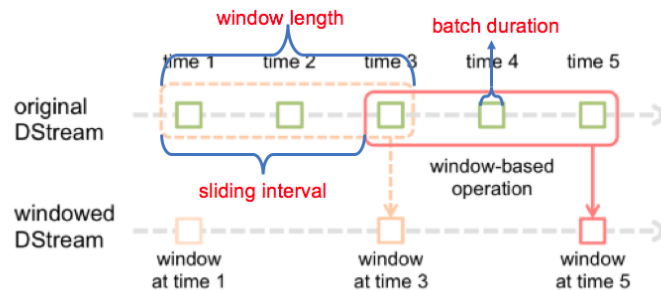 window length
batch duration
time 1
time 2
time 3
time 4
time 5
original
DStream
sliding interval
window-based
operation
windowed
DStream
window
at time 1
window
at time 3
window
at time 5